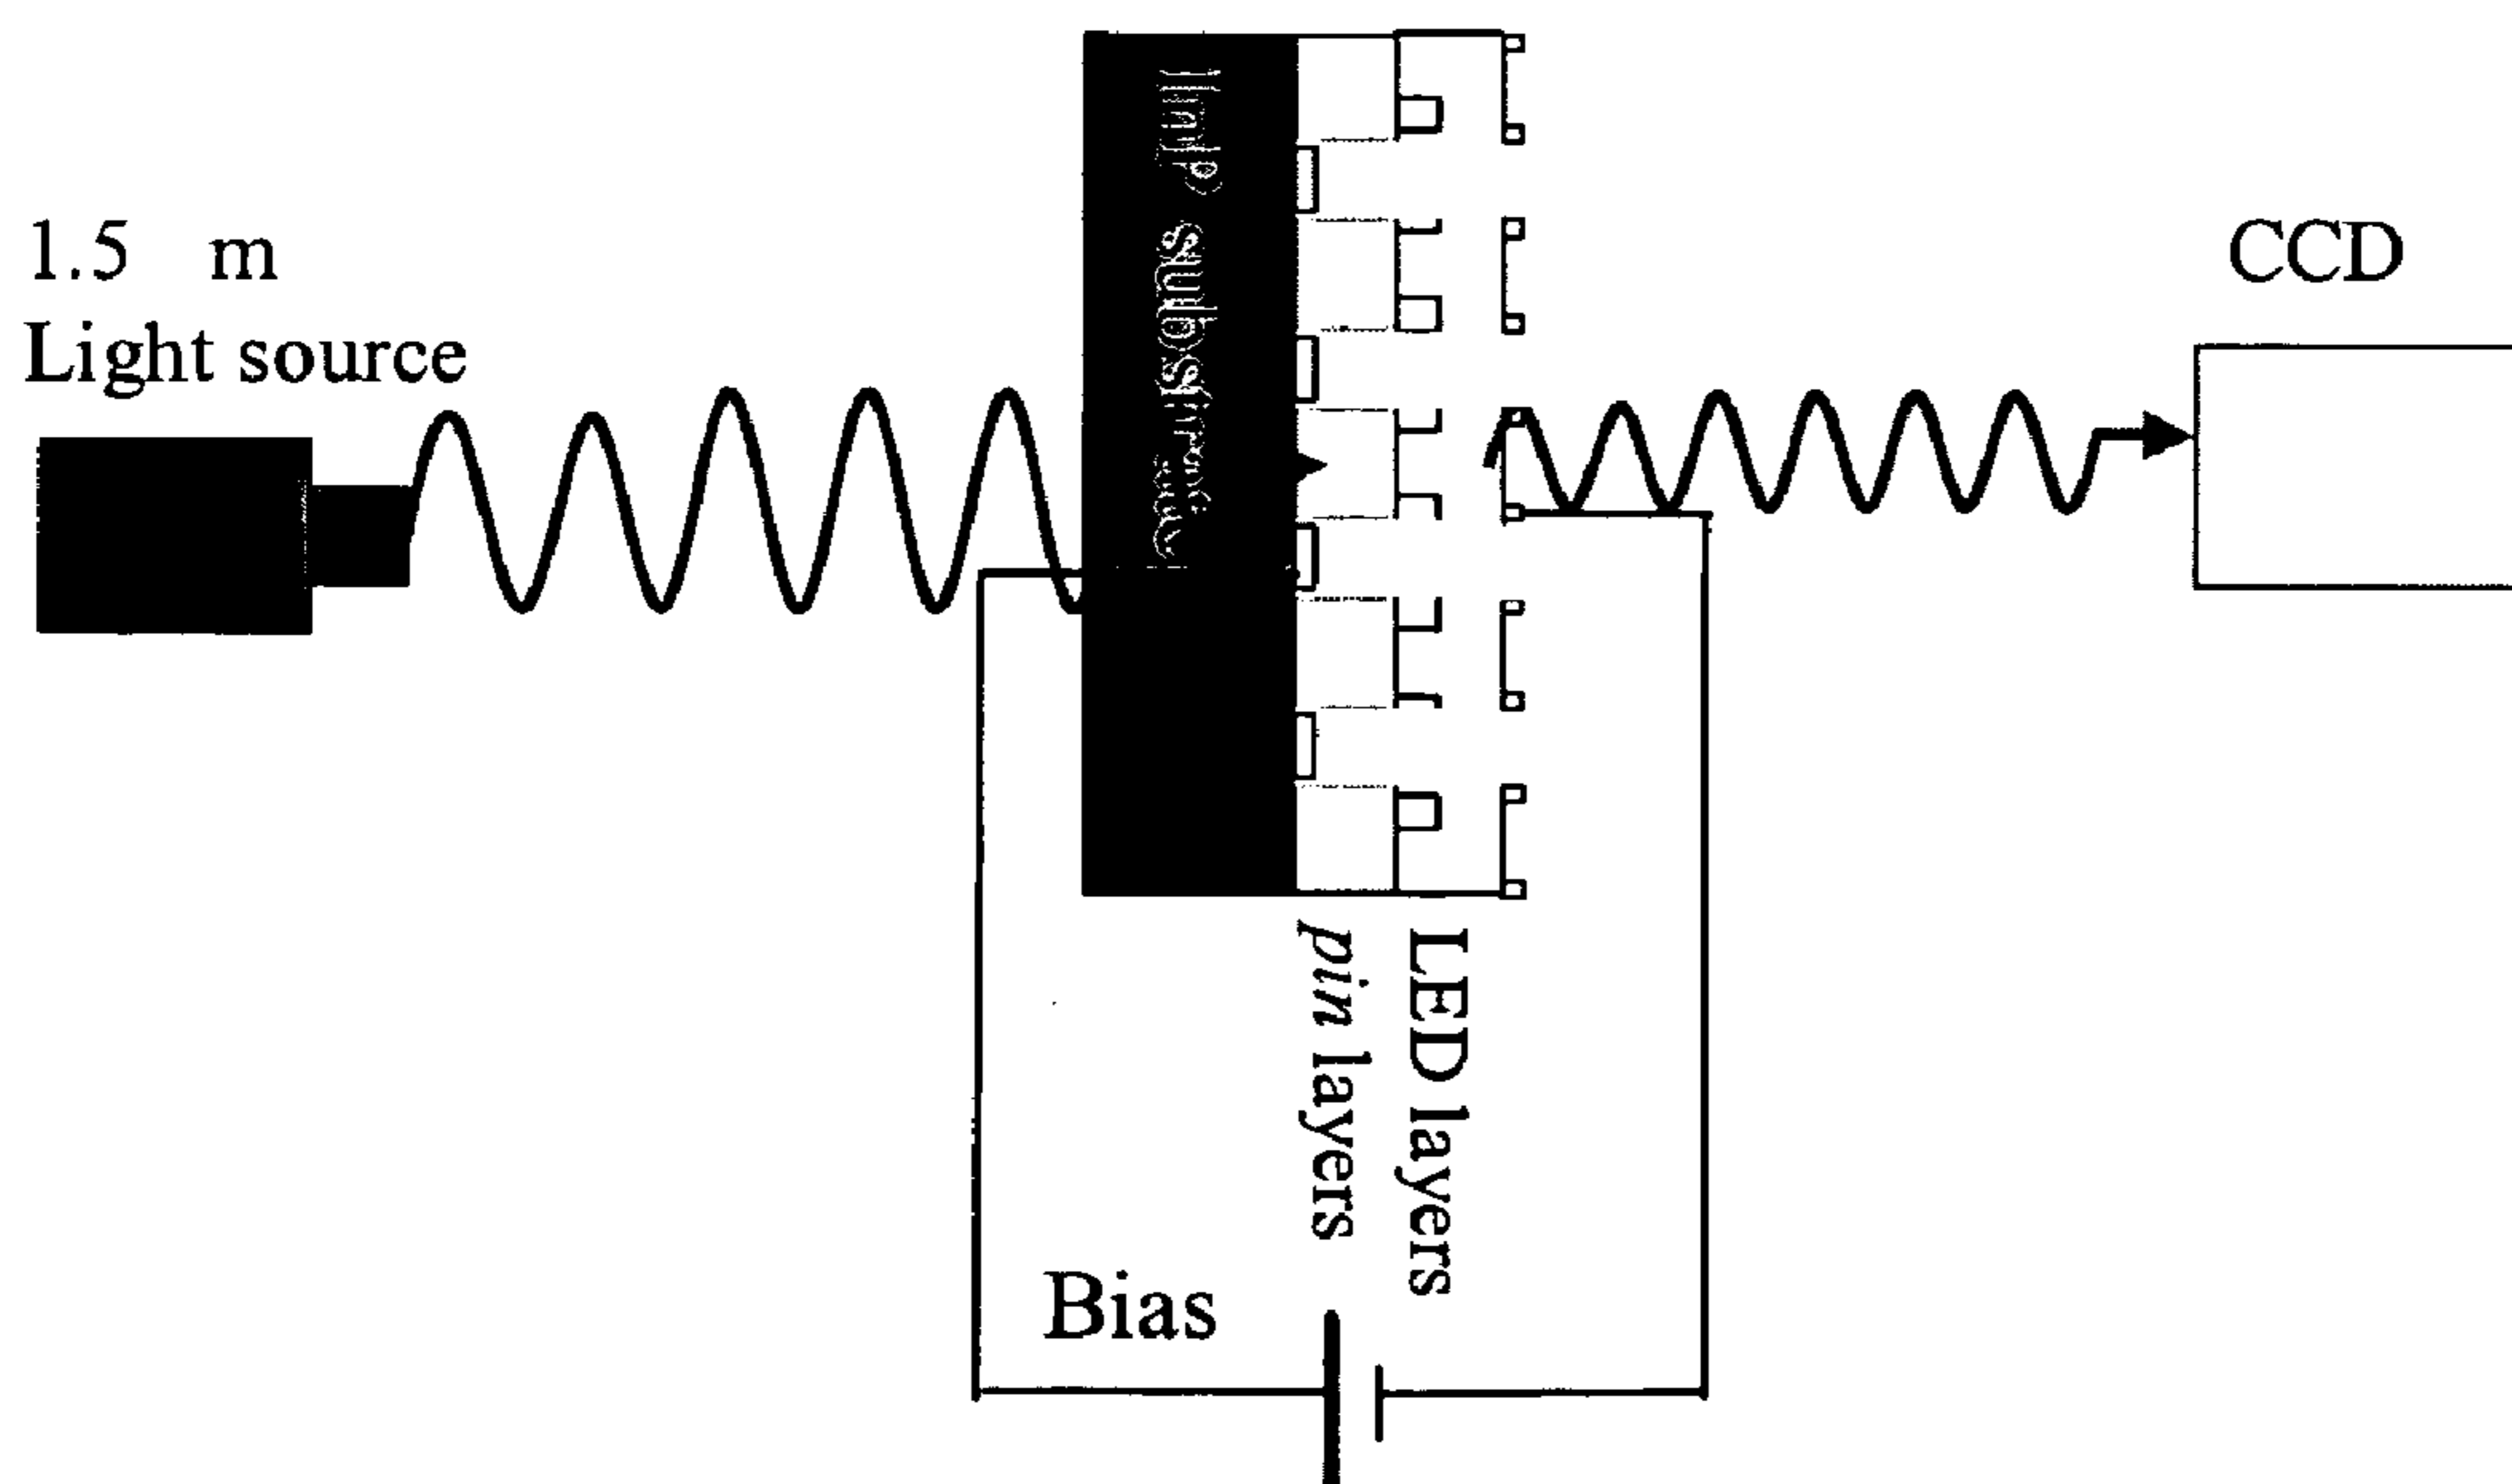 1.5 m
Light source
InP substrate
CCD
pin layers
LED layers
Bias